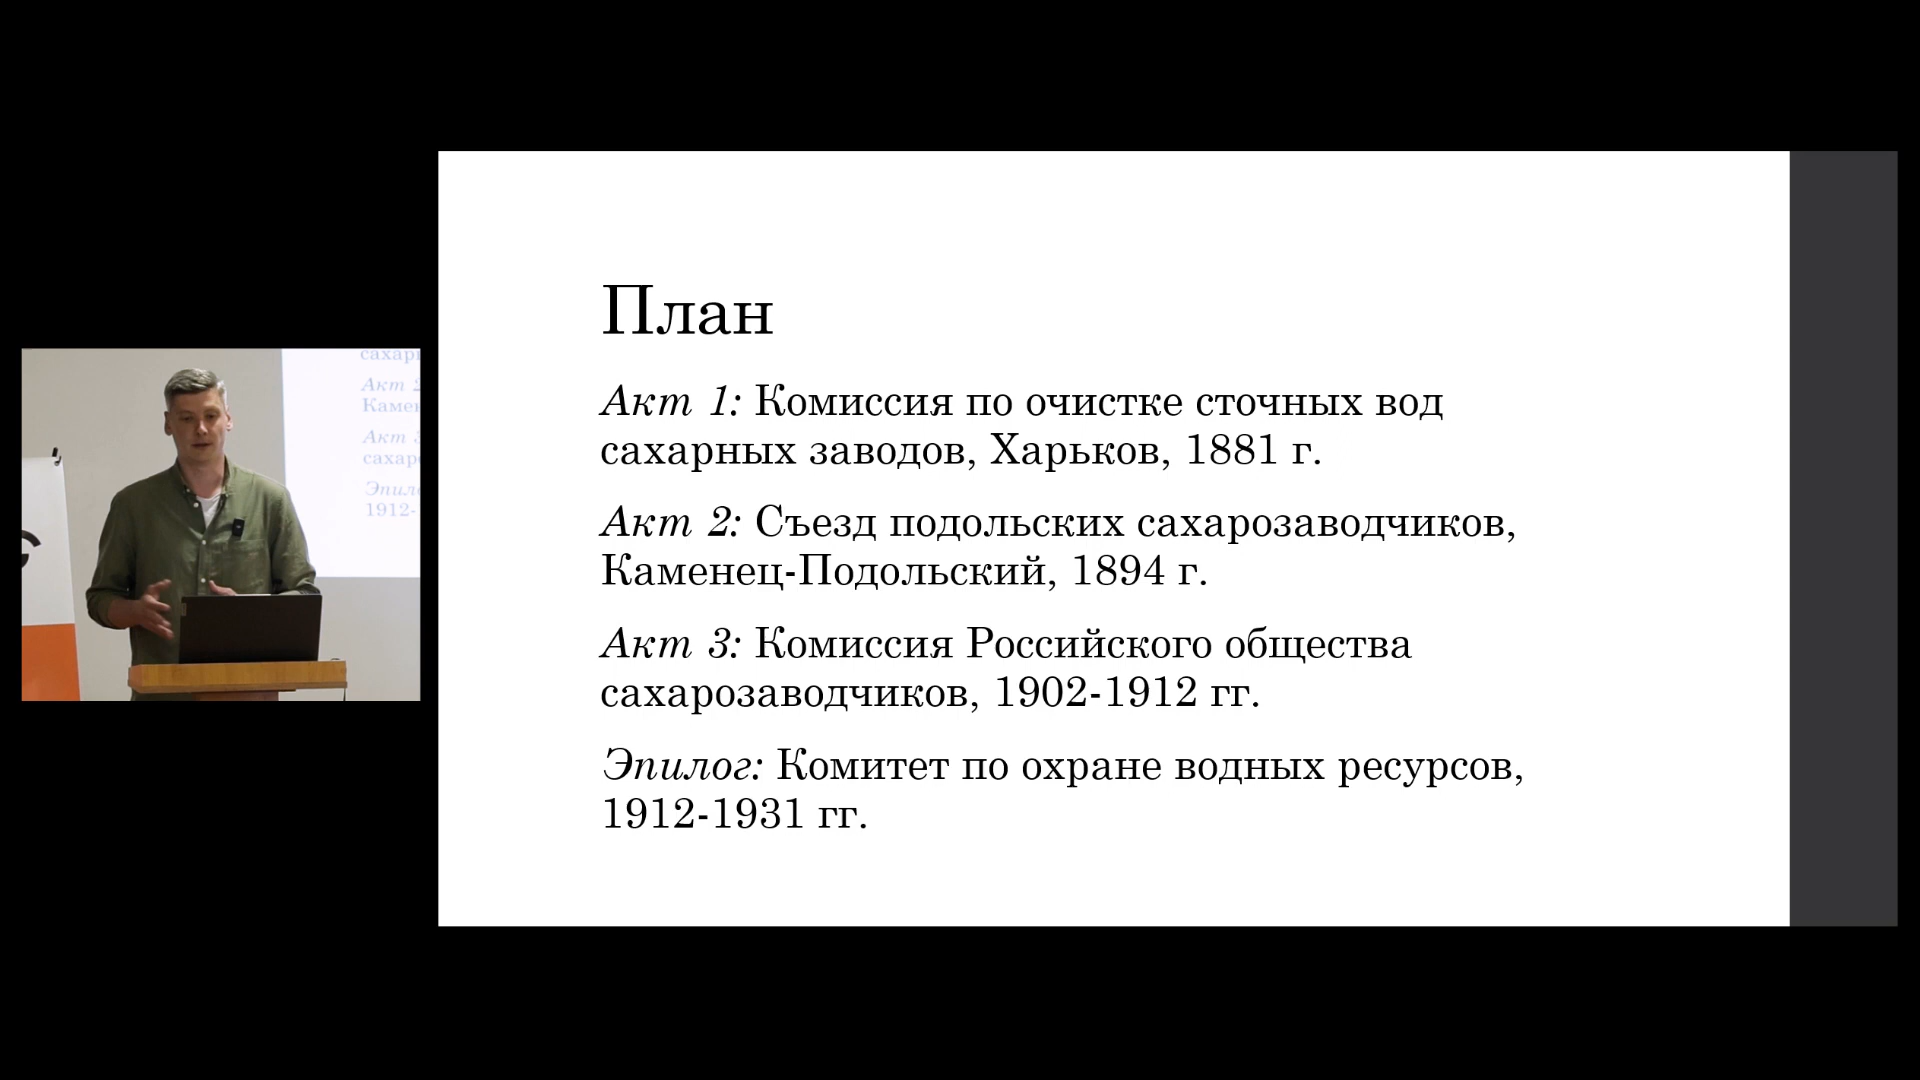 План
Акт 1: Комиссия по очистке сточных вод
сахарных заводов, Харьков, 1881 г.
Акт 2: Съезд подольских сахарозаводчиков,
Каменец-Подольский, 1894 г.
Акт 3: Комиссия Российского общества
сахарозаводчиков, 1902-1912 гг.
Эпилог: Комитет по охране водных ресурсов,
1912-1931 гг.